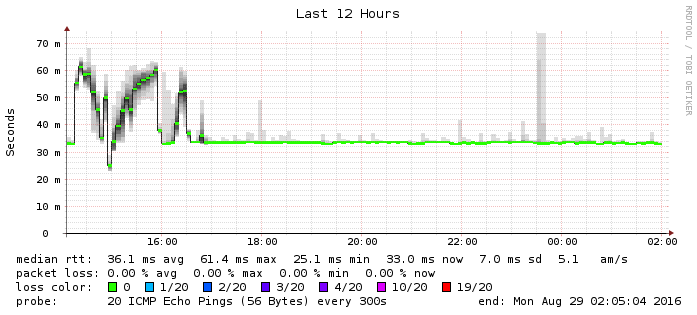 Last 12 Hours
RRDTOOL / TOBI OETIKER
Seconds
70 m
60 m
50 m
40 m
30 m
20 m
10 m
0
16:00 18:00 20:00 22:00 00:00 02:00
median rtt: 36.1 ms avg 61.4 ms max 25.1 ms min 33.0 ms now 7.0 ms sd 5.1 am/s
packet loss: 0.00 % avg 0.00 % max 0.00 % min 0.00 % now
loss color: 0 1/20 2/20 3/20 4/20 10/20 19/20
probe: 20 ICMP Echo Pings (56 Bytes) every 300s end: Mon Aug 29 02:05:04 2016